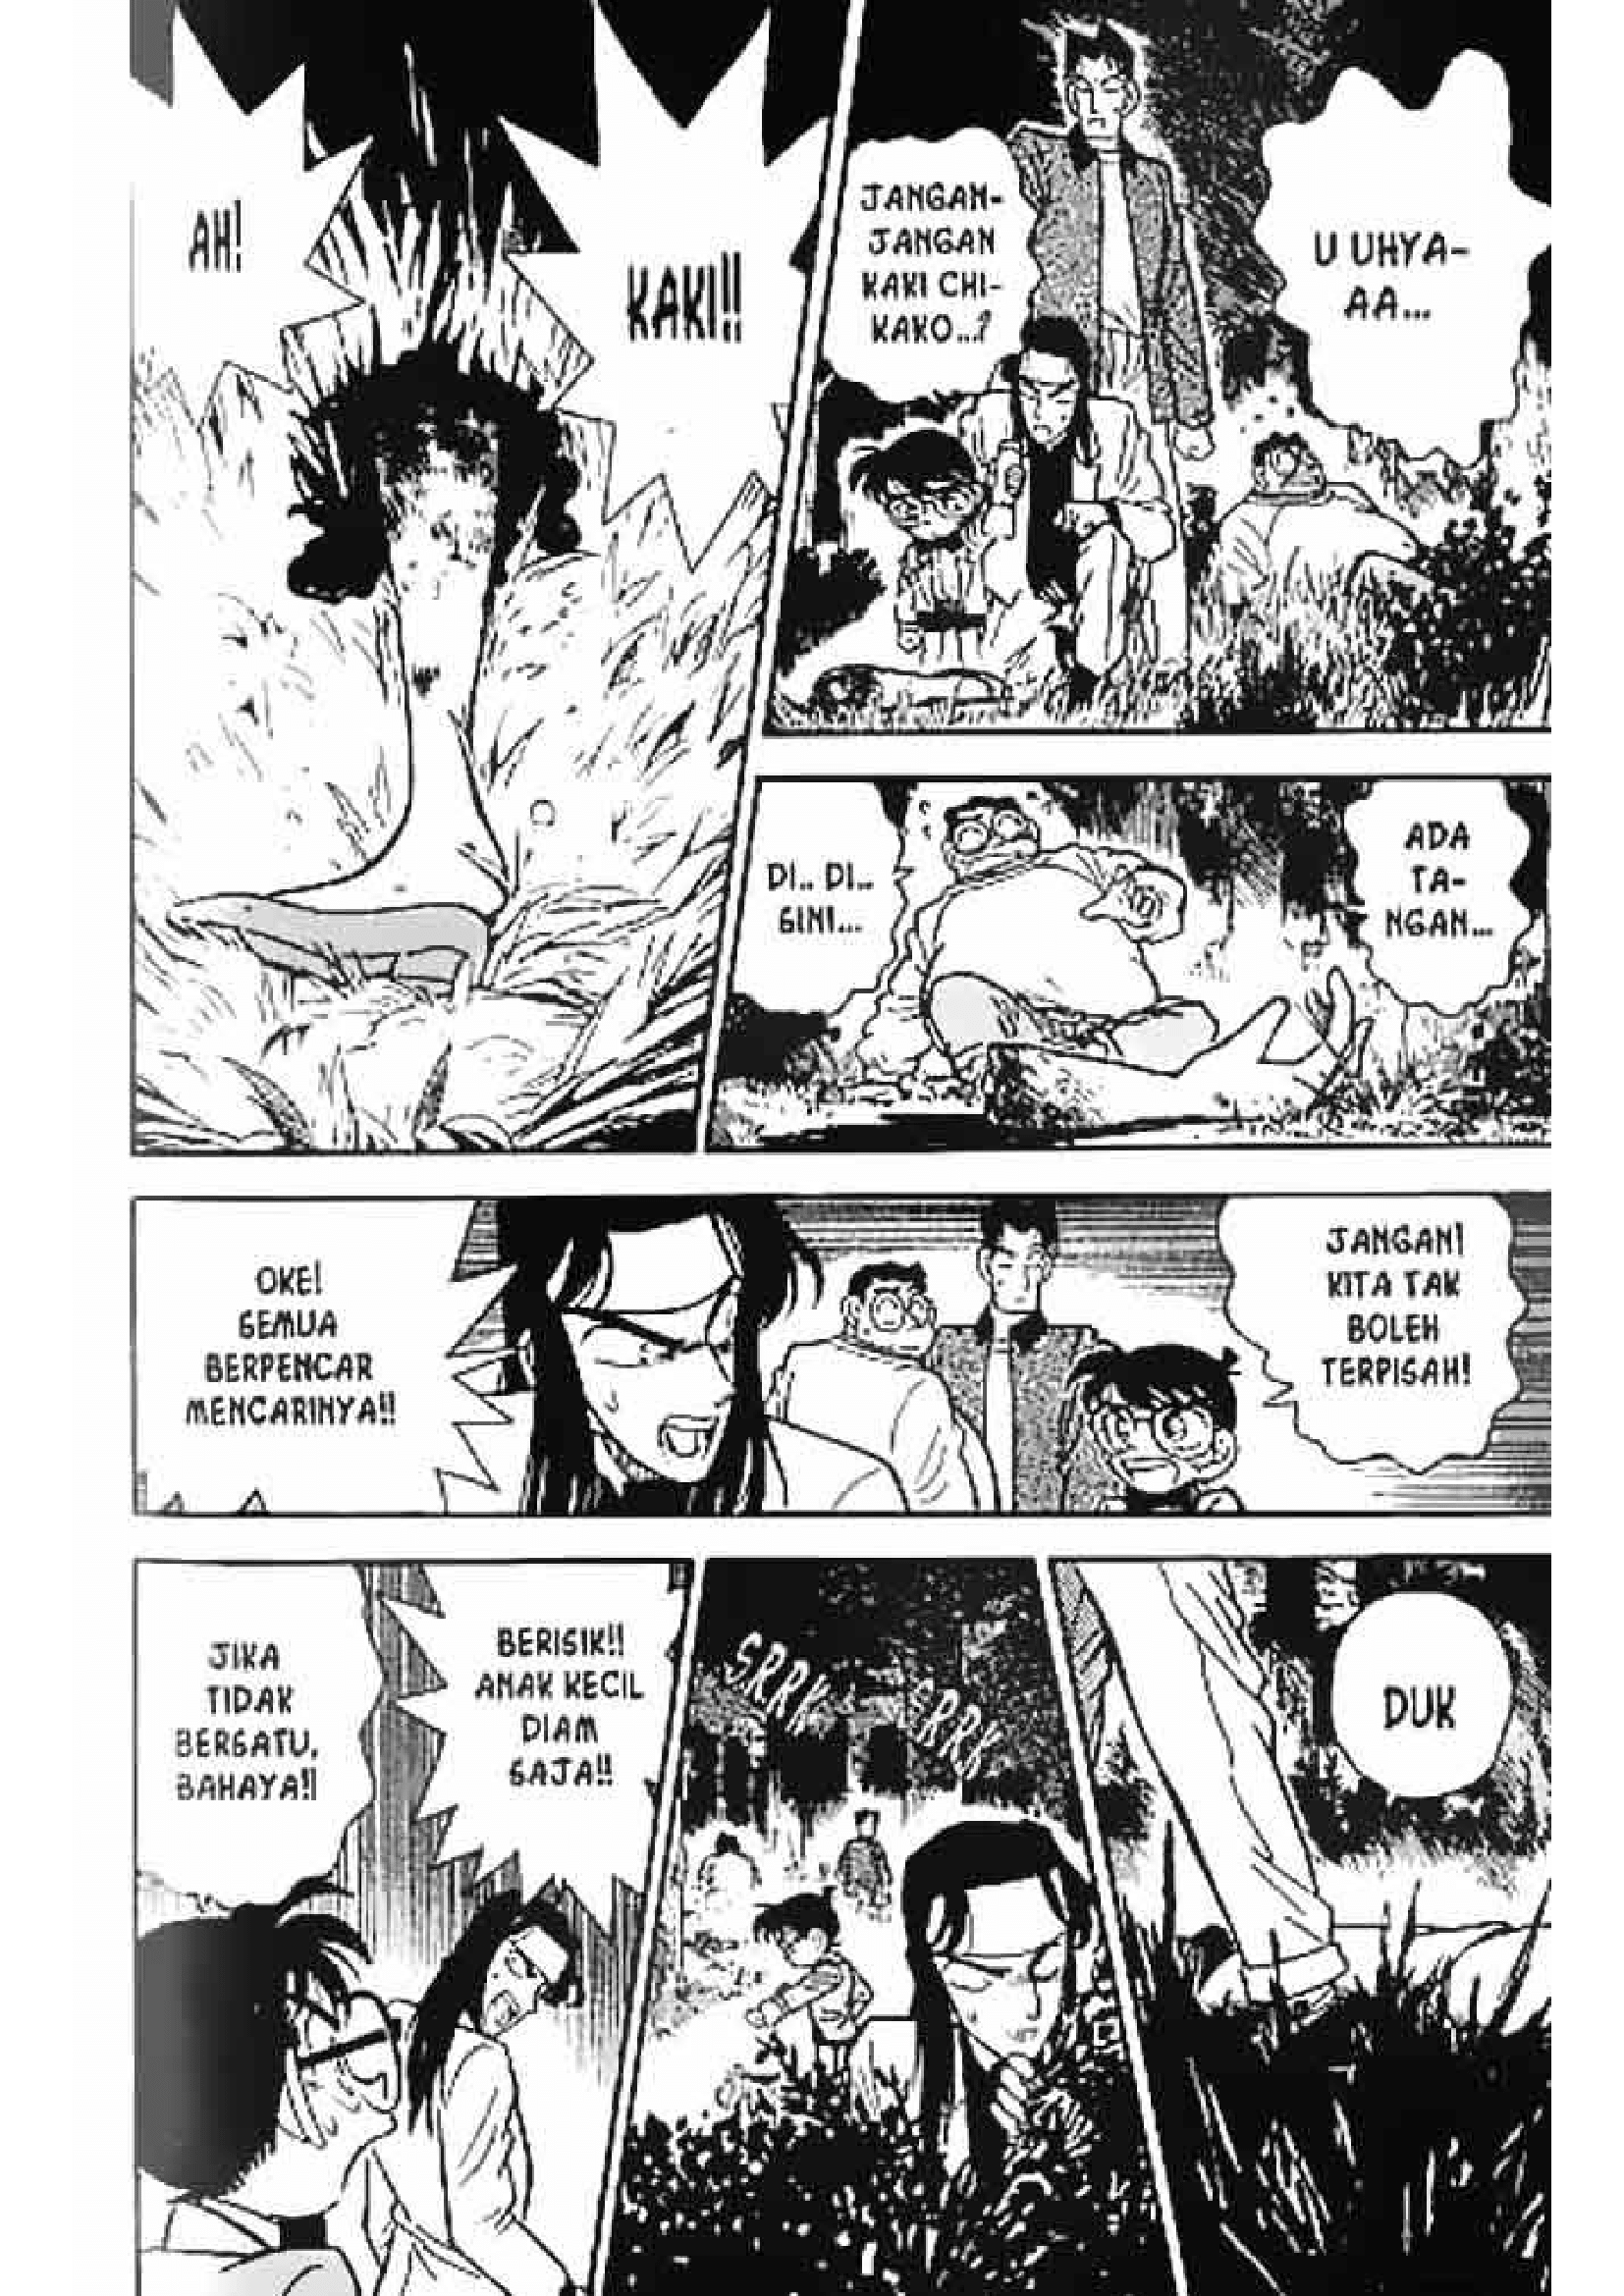 AH!
KAKI!!
JANGAN-
JANGAN
KAKI CHI-
KAKO...?
U UHYA-
AA...
DI.. DI..
SINI...
ADA
TA-
NGAN...
OKE!
SEMUA
BERPENCAR
MENCARINYA!!
JANGAN!
KITA TAK
BOLEH
TERPISAH!
JIKA
TIDAK
BERSATU,
BAHAYA!!
BERISIK!!
ANAK KECIL
DIAM
SAJA!!
SRRK
SRRK
DUK